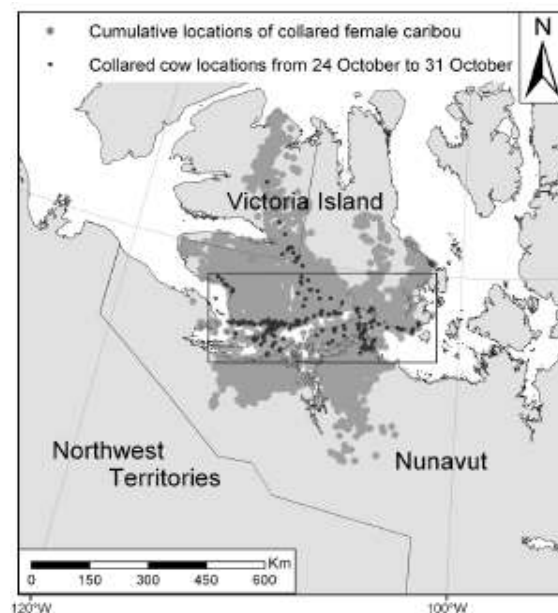 Cumulative locations of collared female caribou
Collared cow locations from 24 October to 31 October
N
Victoria Island
Northwest
Territories
Nunavut
Km
0 150 300 450 600
120°W
100°W